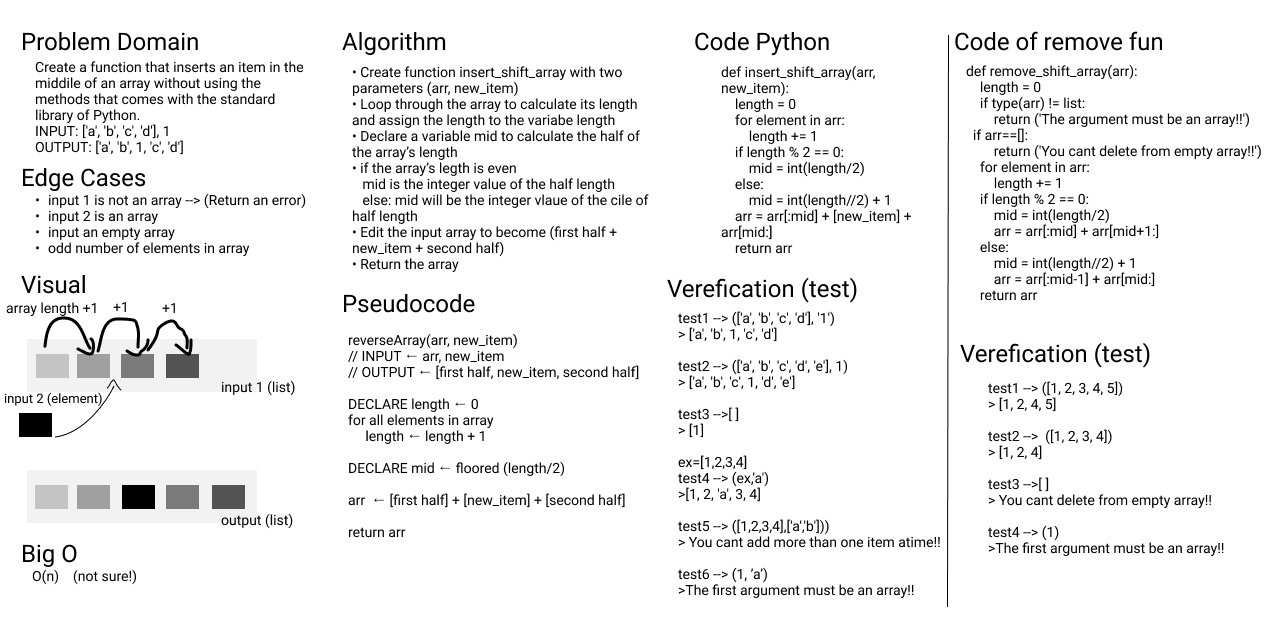 Problem Domain
Create a function that inserts an item in the
middile of an array without using the
methods that comes with the standard
library of Python.
INPUT: ['a', 'b', 'c', 'd'], 1
OUTPUT: ['a', 'b', 1, 'c', 'd']
Edge Cases
• input 1 is not an array --> (Return an error)
• input 2 is an array
• input an empty array
• odd number of elements in array
Visual
array length +1 +1 +1
input 1 (list)
input 2 (element)
output (list)
Big O
O(n) (not sure!)
Algorithm
• Create function insert_shift_array with two
parameters (arr, new_item)
• Loop through the array to calculate its length
and assign the length to the variabe length
• Declare a variable mid to calculate the half of
the array's length
• if the array's legth is even
mid is the integer value of the half length
else: mid will be the integer vlaue of the cile of
half length
• Edit the input array to become (first half +
new_item + second half)
• Return the array
Pseudocode
reverseArray(arr, new_item)
// INPUT ← arr, new_item
// OUTPUT ← [first half, new_item, second half]
DECLARE length ← 0
for all elements in array
length ← length + 1
DECLARE mid ← floored (length/2)
arr ← [first half] + [new_item] + [second half]
return arr
Code Python
def insert_shift_array(arr,
new_item):
length = 0
for element in arr:
length += 1
if length % 2 == 0:
mid = int(length/2)
else:
mid = int(length//2) + 1
arr = arr[:mid] + [new_item] +
arr[mid:]
return arr
Verefication (test)
test1 --> (['a', 'b', 'c', 'd'], '1')
> ['a', 'b', 1, 'c', 'd']
test2 --> (['a', 'b', 'c', 'd', 'e'], 1)
> ['a', 'b', 'c', 1, 'd', 'e']
test3 -->[ ]
> [1]
ex=[1,2,3,4]
test4 --> (ex,'a')
>[1, 2, 'a', 3, 4]
test5 --> ([1,2,3,4],['a','b']))
> You cant add more than one item atime!!
test6 --> (1, 'a')
>The first argument must be an array!!
Code of remove fun
def remove_shift_array(arr):
length = 0
if type(arr) != list:
return ('The argument must be an array!!')
if arr==[]:
return ('You cant delete from empty array!!')
for element in arr:
length += 1
if length % 2 == 0:
mid = int(length/2)
arr = arr[:mid] + arr[mid+1:]
else:
mid = int(length//2) + 1
arr = arr[:mid-1] + arr[mid:]
return arr
Verefication (test)
test1 --> ([1, 2, 3, 4, 5])
> [1, 2, 4, 5]
test2 --> ([1, 2, 3, 4])
> [1, 2, 4]
test3 -->[ ]
> You cant delete from empty array!!
test4 --> (1)
>The first argument must be an array!!